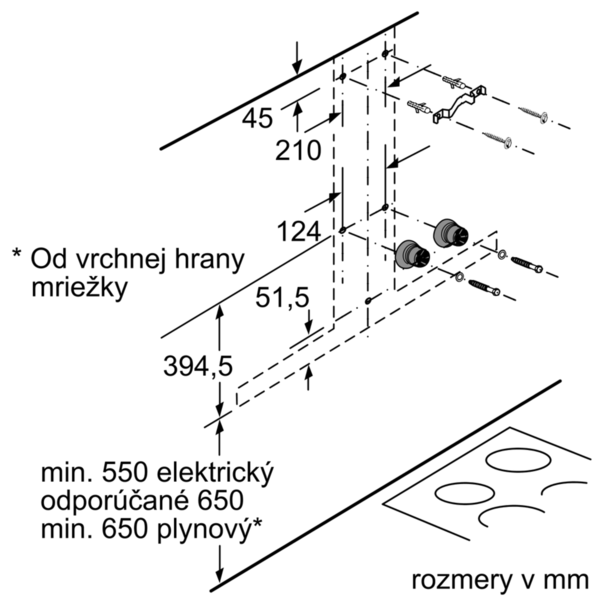 45
210
124
* Od vrchnej hrany
mriežky
51,5
394,5
min. 550 elektrický
odporúčané 650
min. 650 plynový*
rozmery v mm